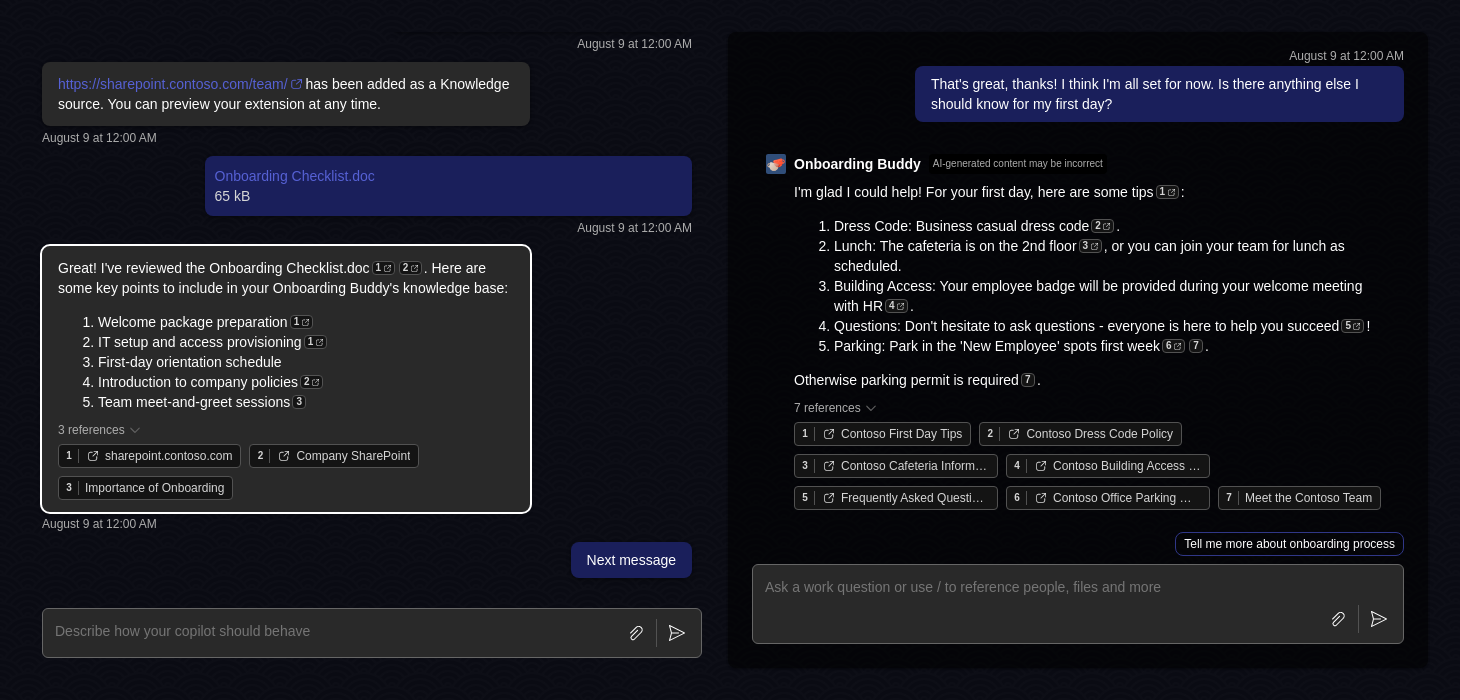 August 9 at 12:00 AM
https://sharepoint.contoso.com/team/ has been added as a Knowledge
source. You can preview your extension at any time.
August 9 at 12:00 AM
Onboarding Checklist.doc
65 kB
August 9 at 12:00 AM
Great! I've reviewed the Onboarding Checklist.doc 1 2 . Here are
some key points to include in your Onboarding Buddy's knowledge base:
1. Welcome package preparation 1
2. IT setup and access provisioning 1
3. First-day orientation schedule
4. Introduction to company policies 2
5. Team meet-and-greet sessions 3
3 references
1 sharepoint.contoso.com 2 Company SharePoint
3 Importance of Onboarding
August 9 at 12:00 AM
Next message
Describe how your copilot should behave
August 9 at 12:00 AM
That's great, thanks! I think I'm all set for now. Is there anything else I
should know for my first day?
Onboarding Buddy AI-generated content may be incorrect
I'm glad I could help! For your first day, here are some tips 1 :
1. Dress Code: Business casual dress code 2 .
2. Lunch: The cafeteria is on the 2nd floor 3 , or you can join your team for lunch as
scheduled.
3. Building Access: Your employee badge will be provided during your welcome meeting
with HR 4 .
4. Questions: Don't hesitate to ask questions - everyone is here to help you succeed 5 !
5. Parking: Park in the 'New Employee' spots first week 6 7 .
Otherwise parking permit is required 7 .
7 references
1 Contoso First Day Tips 2 Contoso Dress Code Policy
3 Contoso Cafeteria Inform… 4 Contoso Building Access …
5 Frequently Asked Questi… 6 Contoso Office Parking … 7 Meet the Contoso Team
Tell me more about onboarding process
Ask a work question or use / to reference people, files and more